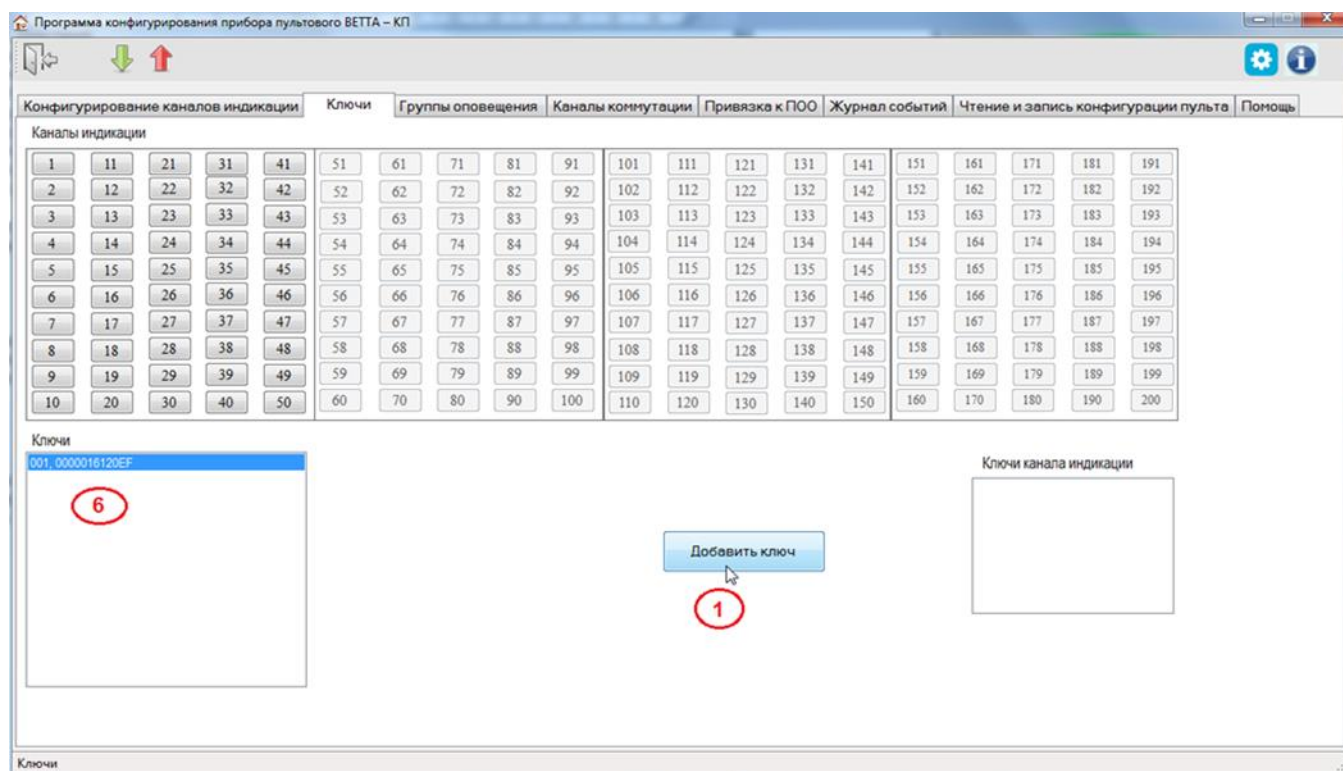 Программа конфигурирования прибора пультового ВЕТТА – КП
Конфигурирование каналов индикации Ключи Группы оповещения Каналы коммутации Привязка к ПОО Журнал событий Чтение и запись конфигурации пульта Помощь
Каналы индикации
1 11 21 31 41 51 61 71 81 91 101 111 121 131 141 151 161 171 181 191
2 12 22 32 42 52 62 72 82 92 102 112 122 132 142 152 162 172 182 192
3 13 23 33 43 53 63 73 83 93 103 113 123 133 143 153 163 173 183 193
4 14 24 34 44 54 64 74 84 94 104 114 124 134 144 154 164 174 184 194
5 15 25 35 45 55 65 75 85 95 105 115 125 135 145 155 165 175 185 195
6 16 26 36 46 56 66 76 86 96 106 116 126 136 146 156 166 176 186 196
7 17 27 37 47 57 67 77 87 97 107 117 127 137 147 157 167 177 187 197
8 18 28 38 48 58 68 78 88 98 108 118 128 138 148 158 168 178 188 198
9 19 29 39 49 59 69 79 89 99 109 119 129 139 149 159 169 179 189 199
10 20 30 40 50 60 70 80 90 100 110 120 130 140 150 160 170 180 190 200
Ключи
001, 0000016120EF
6
Добавить ключ
1
Ключи канала индикации
Ключи